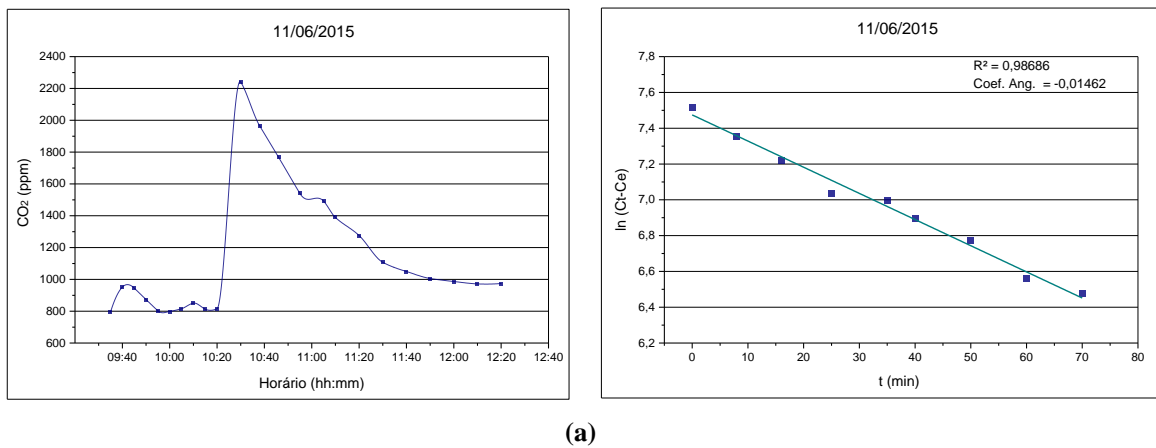 11/06/2015
2400
2200
2000
1800
1600
1400
1200
1000
800
600
CO2 (ppm)
09:40 10:00 10:20 10:40 11:00 11:20 11:40 12:00 12:20 12:40
Horário (hh:mm)
11/06/2015
R² = 0,98686
Coef. Ang. = -0,01462
7,8
7,6
7,4
7,2
7,0
6,8
6,6
6,4
6,2
ln (Ct-Ce)
0 10 20 30 40 50 60 70 80
t (min)
(a)